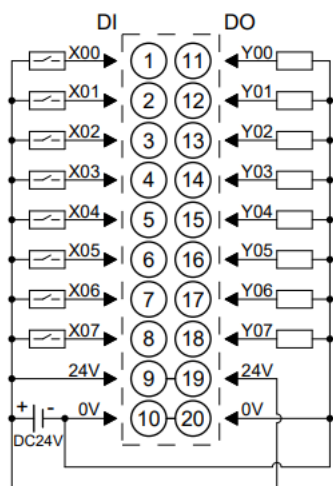 DI DO
X00 1 11 Y00
X01 2 12 Y01
X02 3 13 Y02
X03 4 14 Y03
X04 5 15 Y04
X05 6 16 Y05
X06 7 17 Y06
X07 8 18 Y07
24V 9 19 24V
+ - 0V 10 20 0V
DC24V